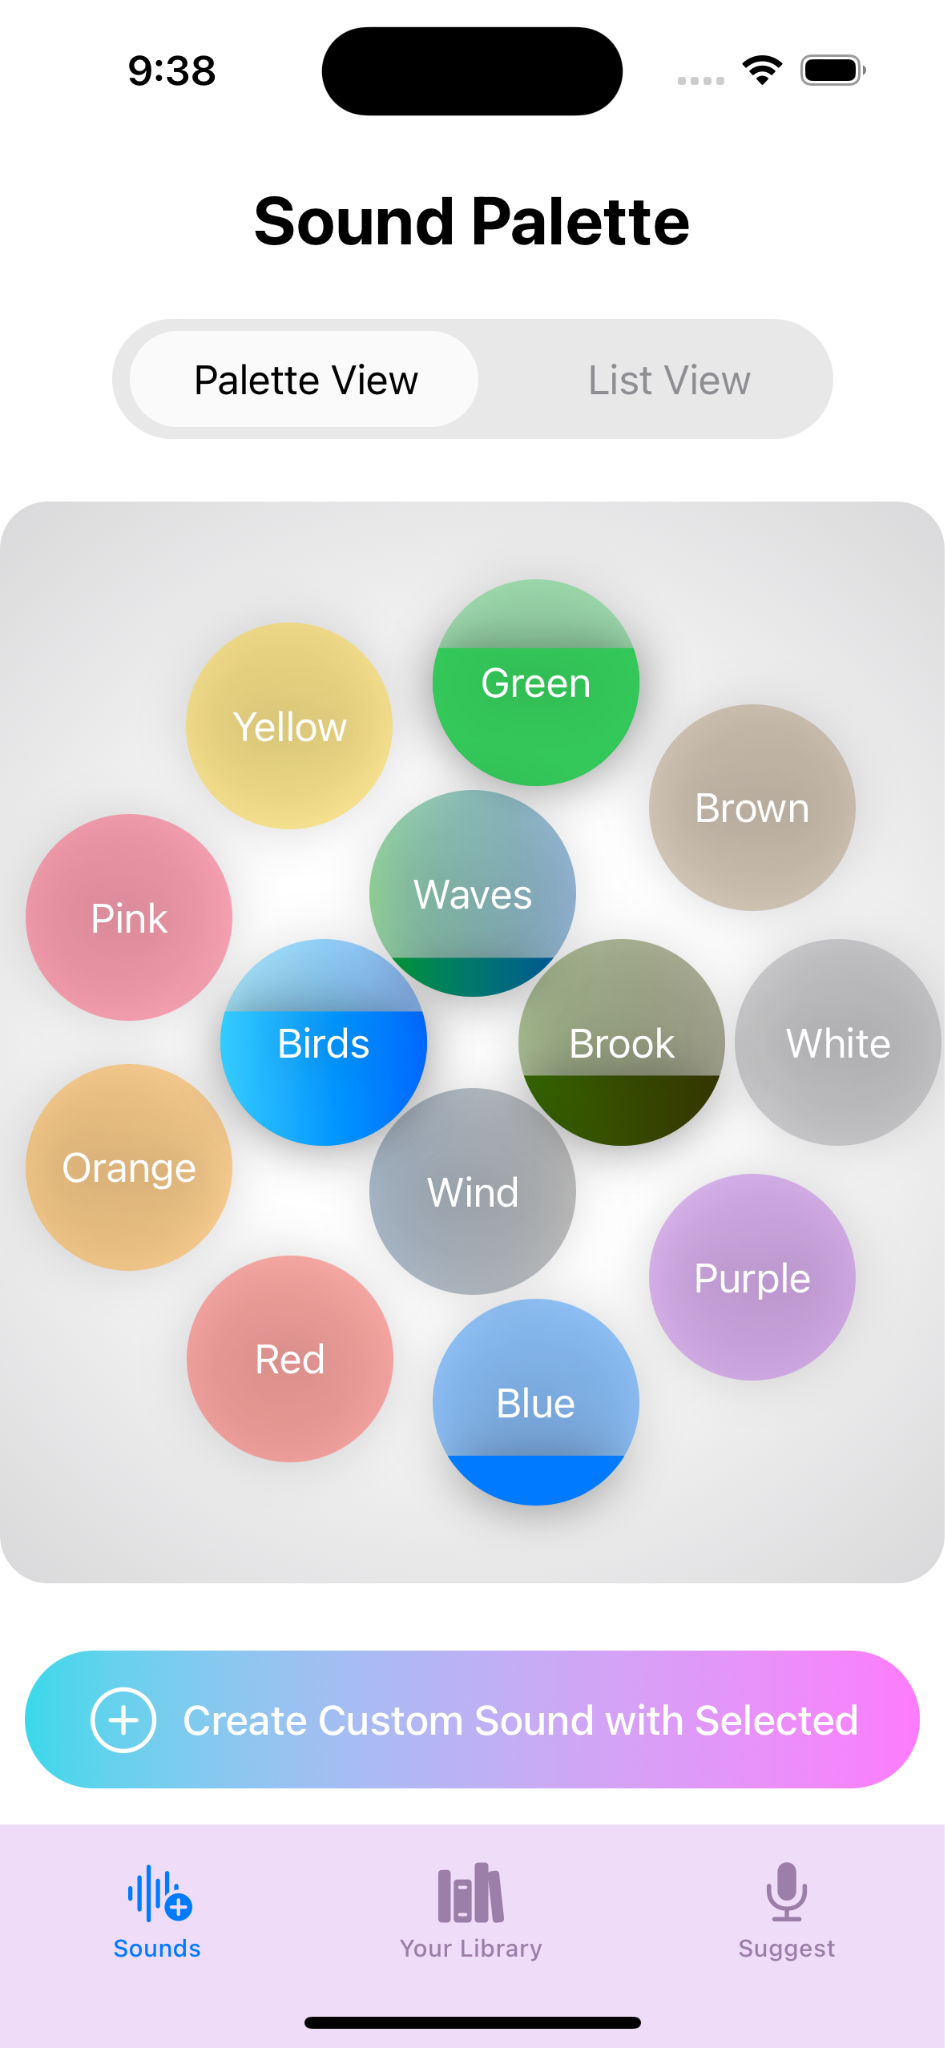 9:38
Sound Palette
Palette View
List View
Green
Yellow
Brown
Waves
Pink
Birds
Brook
White
Orange
Wind
Purple
Red
Blue
Create Custom Sound with Selected
Sounds
Your Library
Suggest